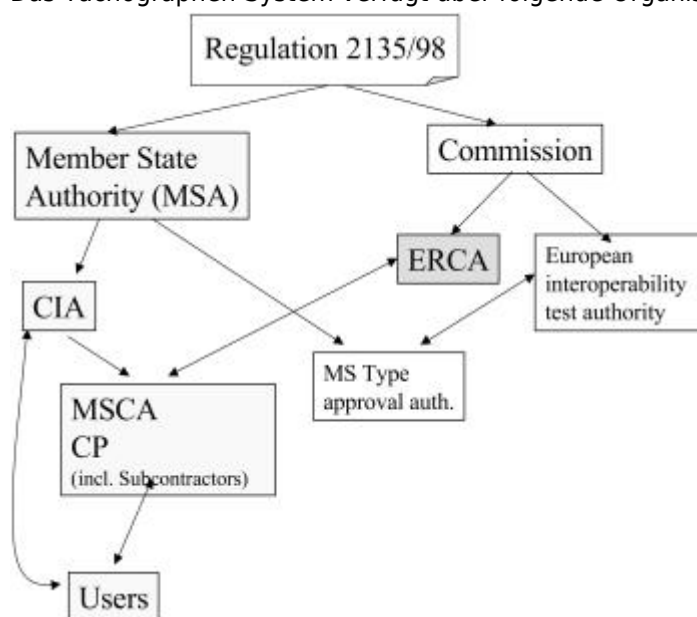 Das Tachographen System verfügt über folgende
Regulation 2135/98
Member State
Authority (MSA)
Commission
ERCA
European
interoperability
test authority
CIA
MS Type
approval auth.
MSCA
CP
(incl. Subcontractors)
Users